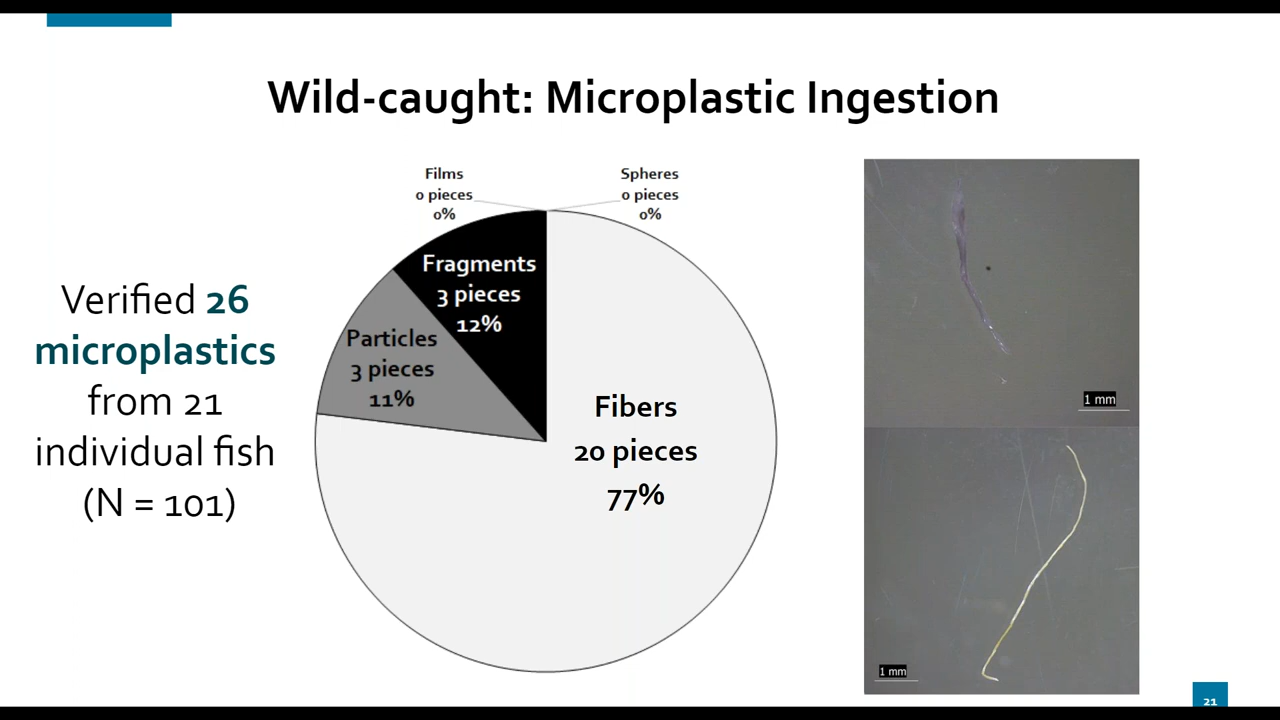 Wild-caught: Microplastic Ingestion
Films
0 pieces
0%
Spheres
0 pieces
0%
Fragments
3 pieces
12%
Particles
3 pieces
11%
Fibers
20 pieces
77%
Verified 26
microplastics
from 21
individual fish
(N = 101)
1 mm
1 mm
21